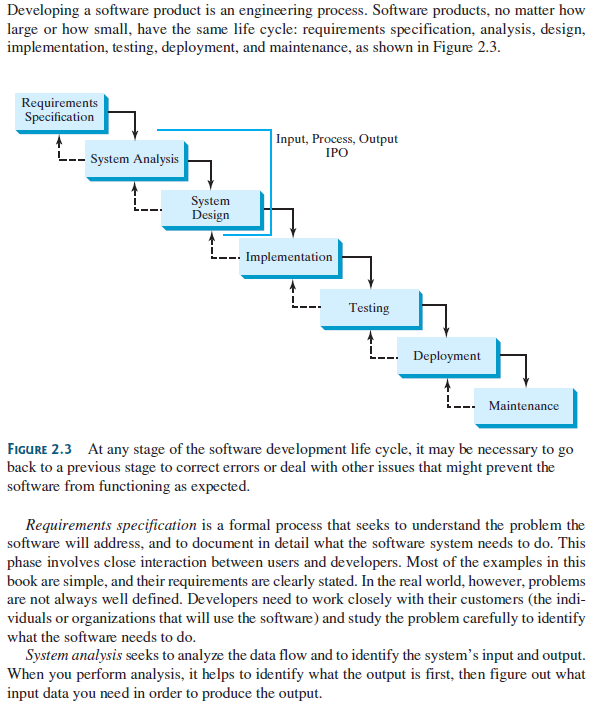 Developing a software product is an engineering process. Software products, no matter how
large or how small, have the same life cycle: requirements specification, analysis, design,
implementation, testing, deployment, and maintenance, as shown in Figure 2.3.
Requirements
Specification
Input, Process, Output
IPO
System Analysis
System
Design
Implementation
Testing
Deployment
Maintenance
FIGURE 2.3 At any stage of the software development life cycle, it may be necessary to go
back to a previous stage to correct errors or deal with other issues that might prevent the
software from functioning as expected.
Requirements specification is a formal process that seeks to understand the problem the
software will address, and to document in detail what the software system needs to do. This
phase involves close interaction between users and developers. Most of the examples in this
book are simple, and their requirements are clearly stated. In the real world, however, problems
are not always well defined. Developers need to work closely with their customers (the indi-
viduals or organizations that will use the software) and study the problem carefully to identify
what the software needs to do.
System analysis seeks to analyze the data flow and to identify the system's input and output.
When you perform analysis, it helps to identify what the output is first, then figure out what
input data you need in order to produce the output.